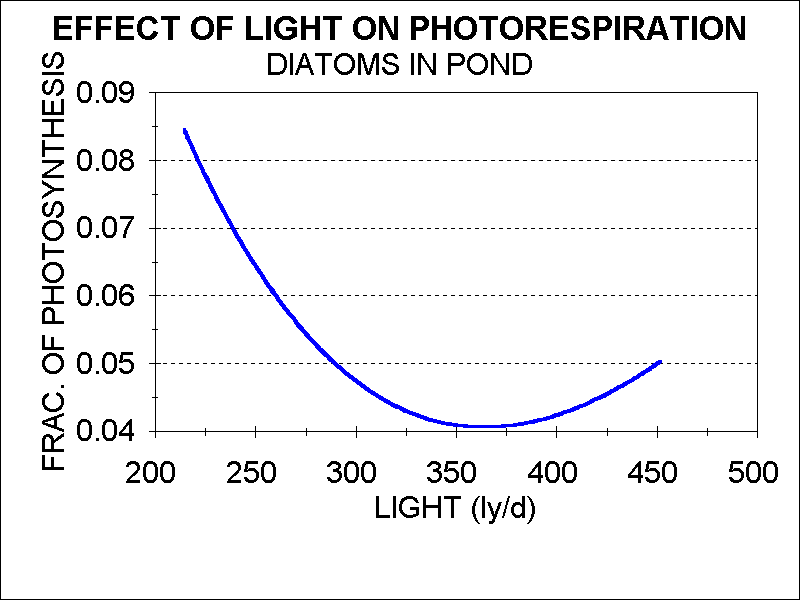 EFFECT OF LIGHT ON PHOTORESPIRATION
DIATOMS IN POND
FRAC. OF PHOTOSYNTHESIS
0.09
0.08
0.07
0.06
0.05
0.04
200 250 300 350 400 450 500
LIGHT (ly/d)